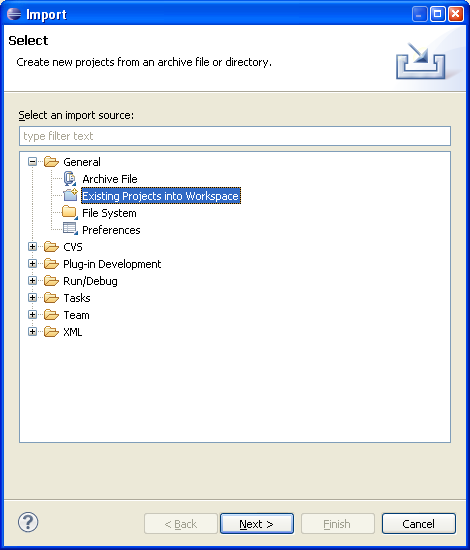 Import
Select
Create new projects from an archive file or directory.
Select an import source:
type filter text
General
Archive File
Existing Projects into Workspace
File System
Preferences
CVS
Plug-in Development
Run/Debug
Tasks
Team
XML
?
< Back Next > Finish Cancel